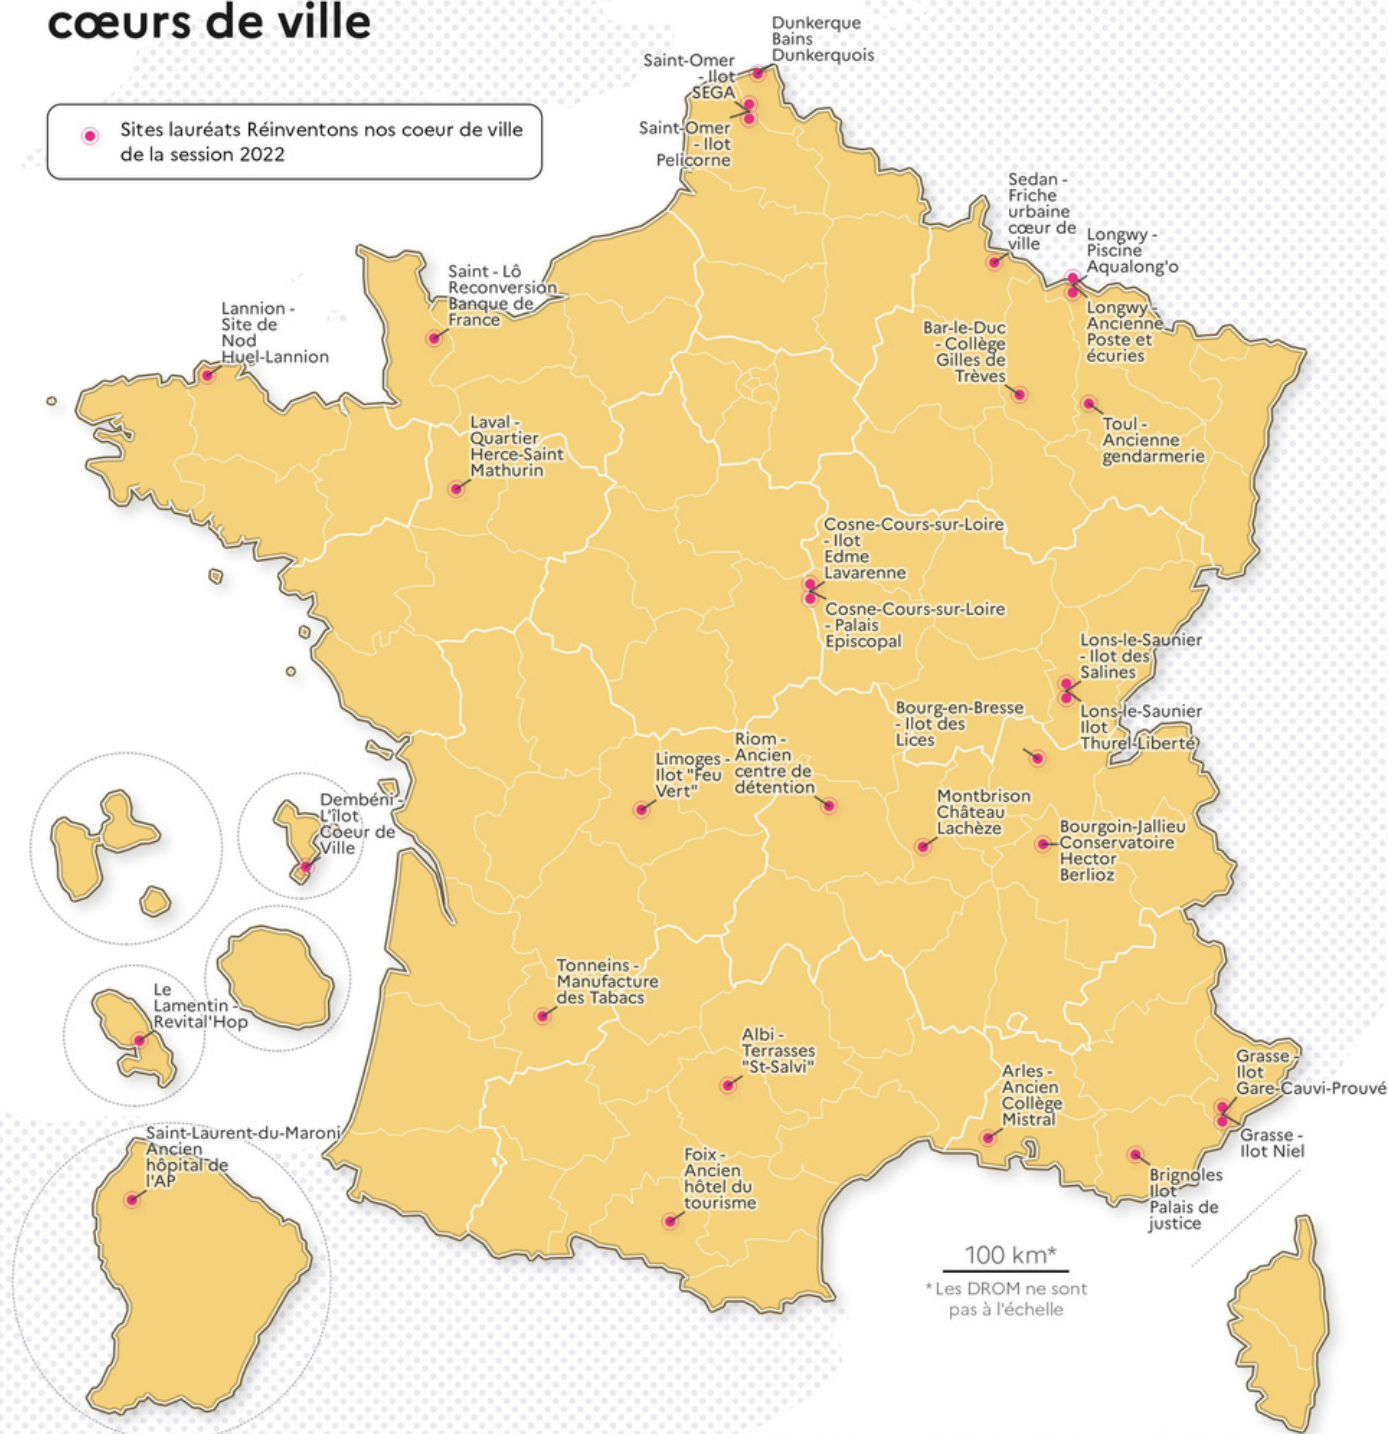 cœurs de ville
Sites lauréats Réinventons nos coeur de ville
de la session 2022
Dunkerque
Bains
Dunkerquois
Saint-Omer
- Ilot
SEGA
Saint-Omer
- Ilot
Pelicorne
Sedan -
Friche
urbaine
cœur de
ville
Longwy -
Piscine
Aqualong'o
Longwy -
Ancienne
Poste et
écuries
Saint - Lô
Reconversion
Banque de
France
Lannion -
Site de
Nod
Huel-Lannion
Bar-le-Duc
- Collège
Gilles de
Trèves
Toul -
Ancienne
gendarmerie
Laval -
Quartier
Herce-Saint
Mathurin
Cosne-Cours-sur-Loire
- Ilot
Edme
Lavarenne
Cosne-Cours-sur-Loire
- Palais
Episcopal
Lons-le-Saunier
- Ilot des
Salines
Lons-le-Saunier
Ilot
Thurel-Liberté
Bourg-en-Bresse
- Ilot des
Lices
Limoges -
Ilot "Feu
Vert"
Riom -
Ancien
centre de
détention
Montbrison
Château
Lachèze
Bourgoin-Jallieu
Conservatoire
Hector
Berlioz
Dembéni -
L'îlot
Cœur de
Ville
Le
Lamentin -
Revital'Hop
Tonneins -
Manufacture
des Tabacs
Albi -
Terrasses
"St-Salvi"
Arles -
Ancien
Collège
Mistral
Grasse -
Ilot
Gare-Cauvi-Prouvé
Grasse -
Ilot Niel
Brignoles
Ilot
Palais de
justice
Foix -
Ancien
hôtel du
tourisme
Saint-Laurent-du-Maroni
Ancien
hôpital de
l'AP
100 km*
* Les DROM ne sont
pas à l'échelle